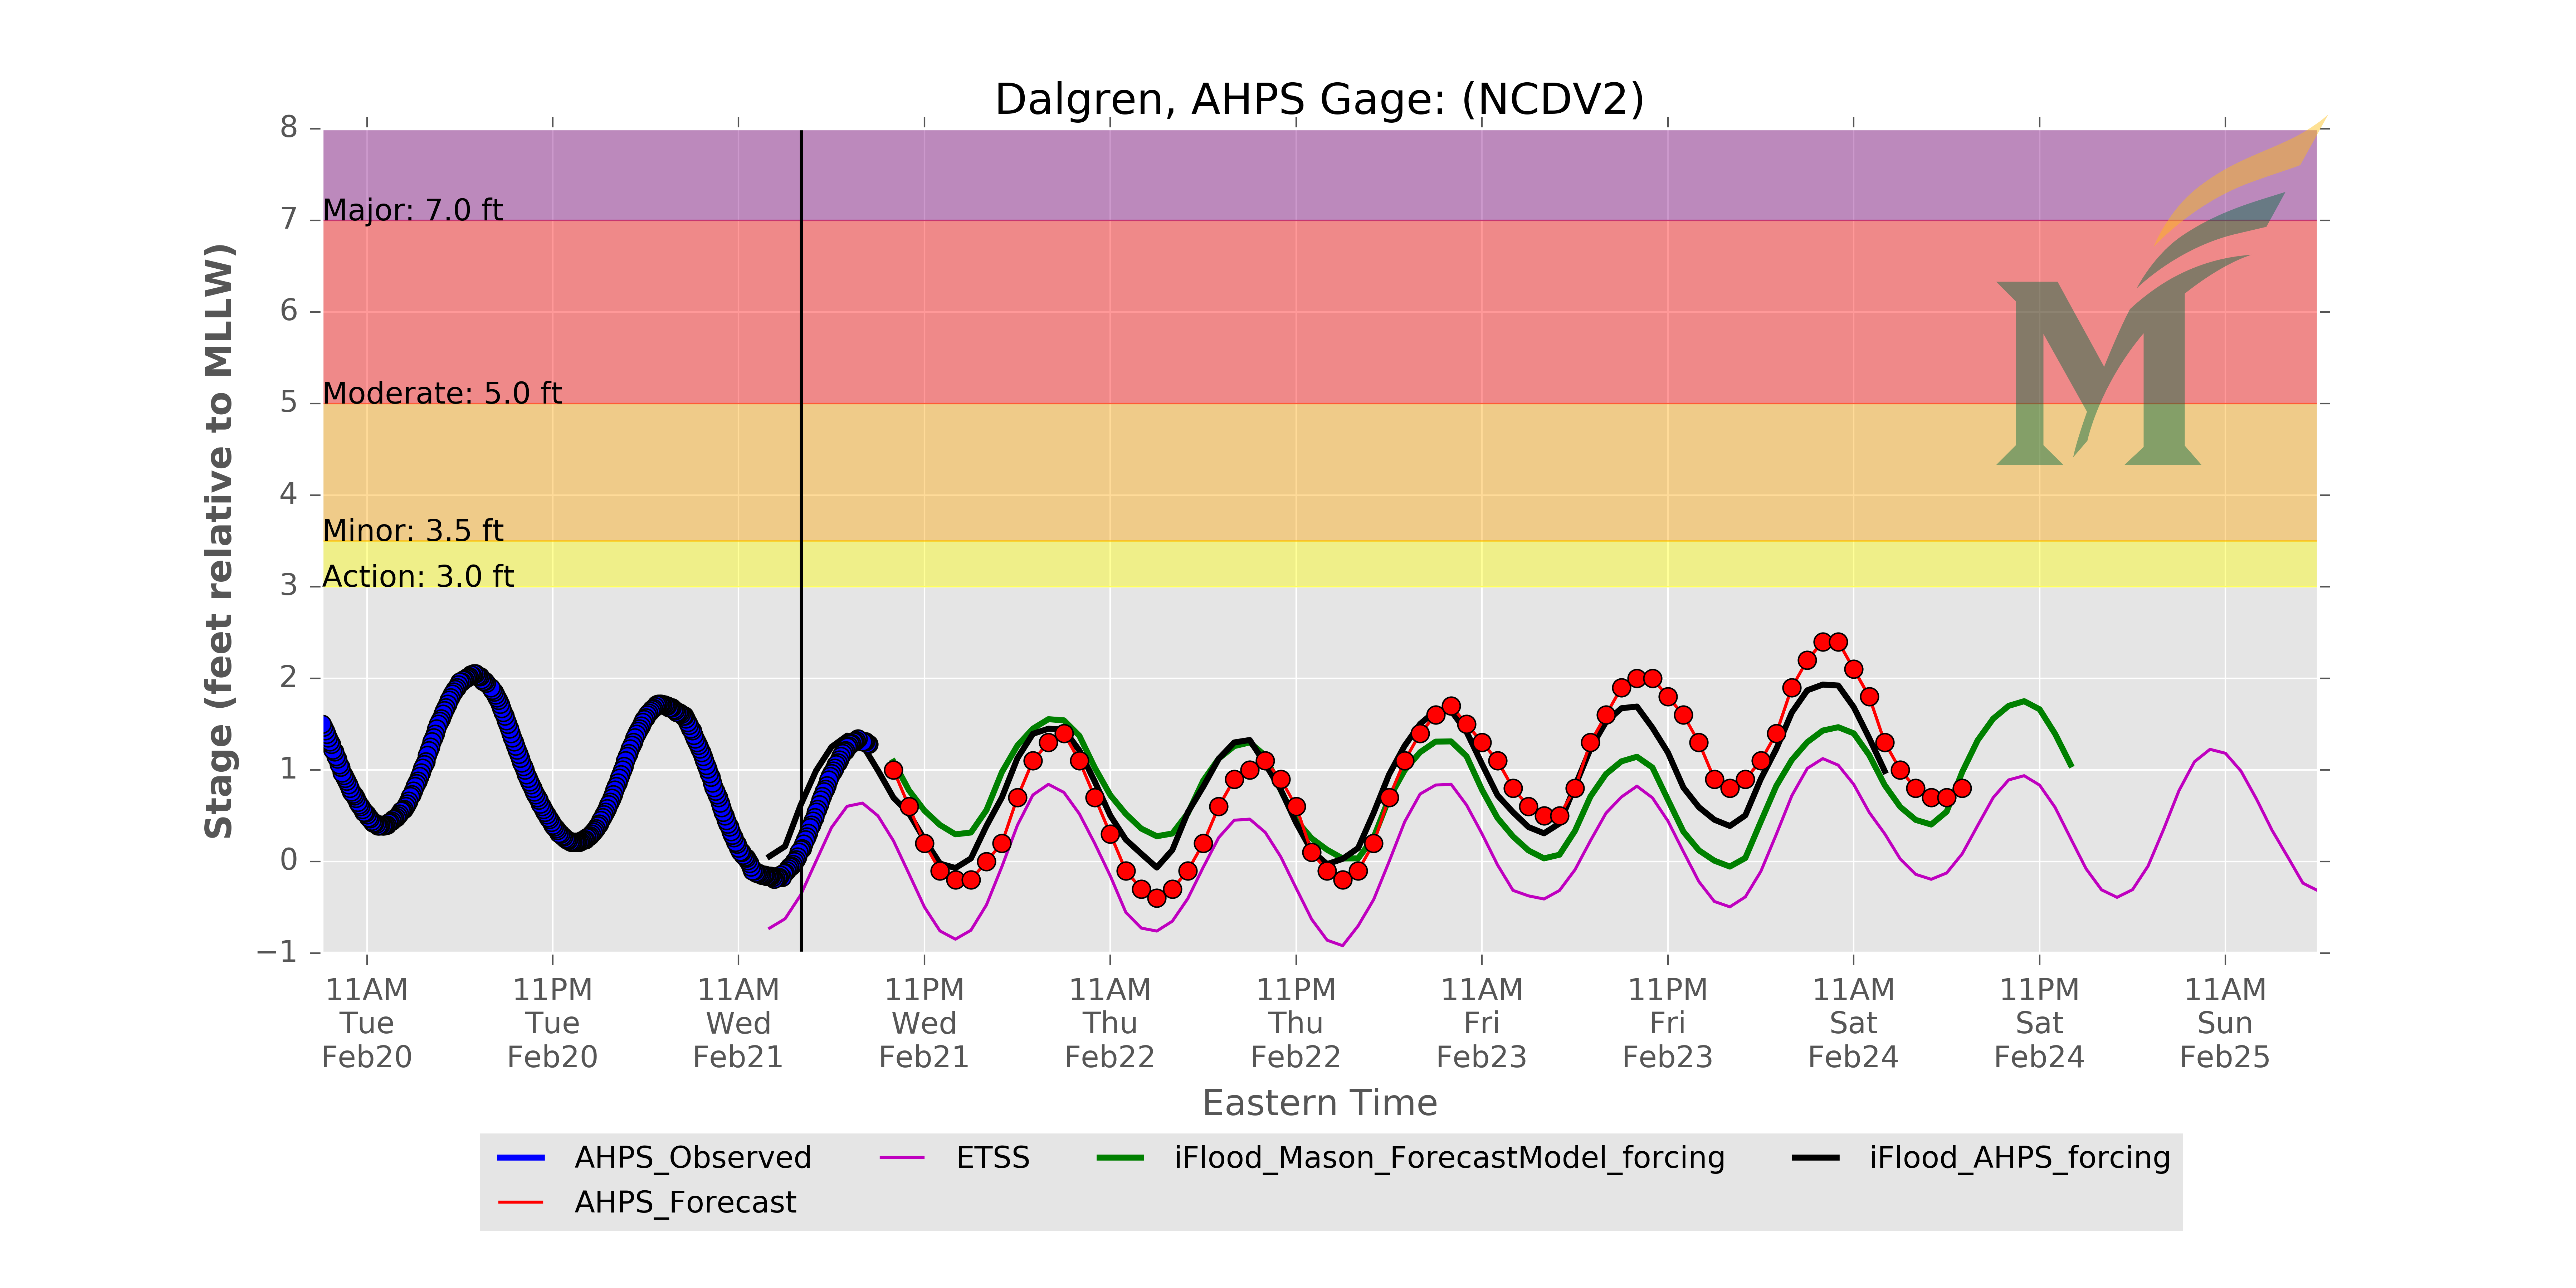 Dalgren, AHPS Gage: (NCDV2)
8
7
6
5
4
3
2
1
0
−1
Stage (feet relative to MLLW)
Major: 7.0 ft
Moderate: 5.0 ft
Minor: 3.5 ft
Action: 3.0 ft
M
11AM Tue Feb20
11PM Tue Feb20
11AM Wed Feb21
11PM Wed Feb21
11AM Thu Feb22
11PM Thu Feb22
11AM Fri Feb23
11PM Fri Feb23
11AM Sat Feb24
11PM Sat Feb24
11AM Sun Feb25
Eastern Time
AHPS_Observed
AHPS_Forecast
ETSS
iFlood_Mason_ForecastModel_forcing
iFlood_AHPS_forcing